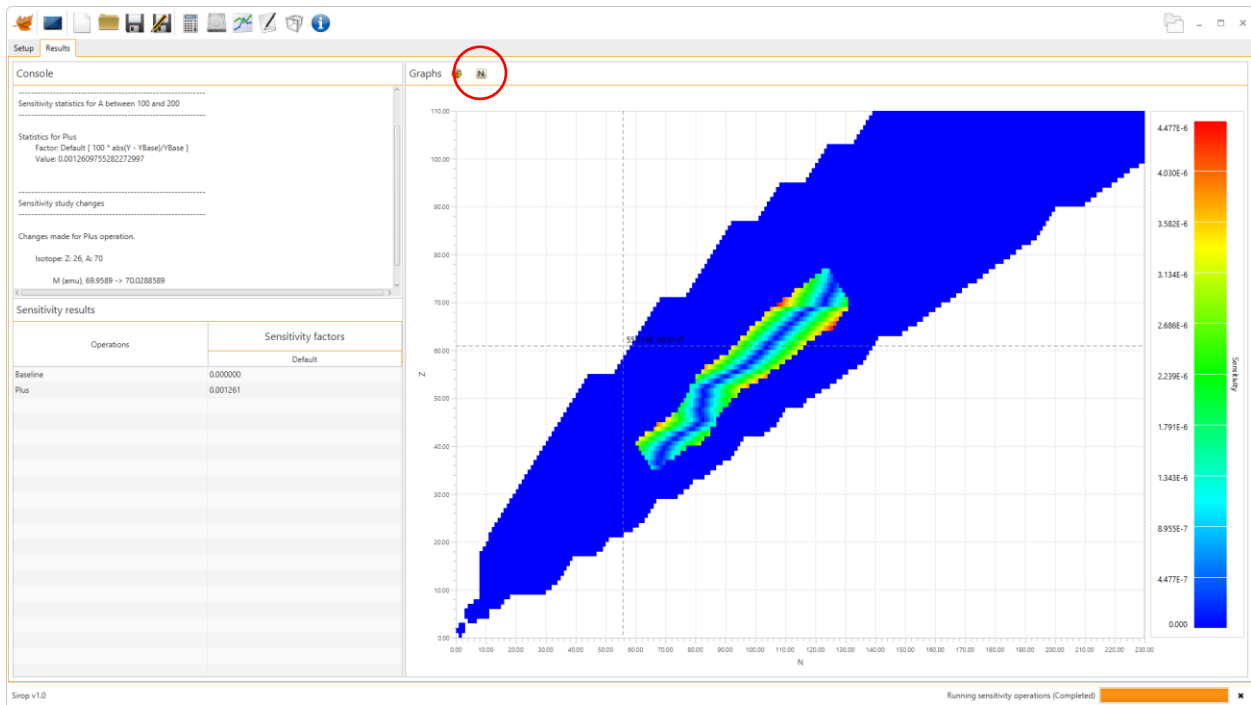 Setup Results
Console
Graphs N
------------------------------------------------------------
Sensitivity statistics for A between 100 and 200
------------------------------------------------------------
Statistics for Plus
Factor: Default [ 100 * abs(Y - YBase)/YBase ]
Value: 0.0012609755282272997
------------------------------------------------------------
Sensitivity study changes
------------------------------------------------------------
Changes made for Plus operation.
Isotope: Z: 26, A: 70
M (amu), 69.9589 -> 70.0288589
Sensitivity results
Operations
Sensitivity factors
Default
Baseline 0.000000
Plus 0.001261
110.00
100.00
90.00
80.00
70.00
60.00
50.00
40.00
30.00
20.00
10.00
0.00
Z
0.00 10.00 20.00 30.00 40.00 50.00 60.00 70.00 80.00 90.00 100.00 110.00 120.00 130.00 140.00 150.00 160.00 170.00 180.00 190.00 200.00 210.00 220.00 230.00
N
4.477E-6
4.030E-6
3.582E-6
3.134E-6
2.686E-6
2.239E-6
1.791E-6
1.343E-6
8.955E-7
4.477E-7
0.000
Sensitivity
Sirop v1.0
Running sensitivity operations (Completed)